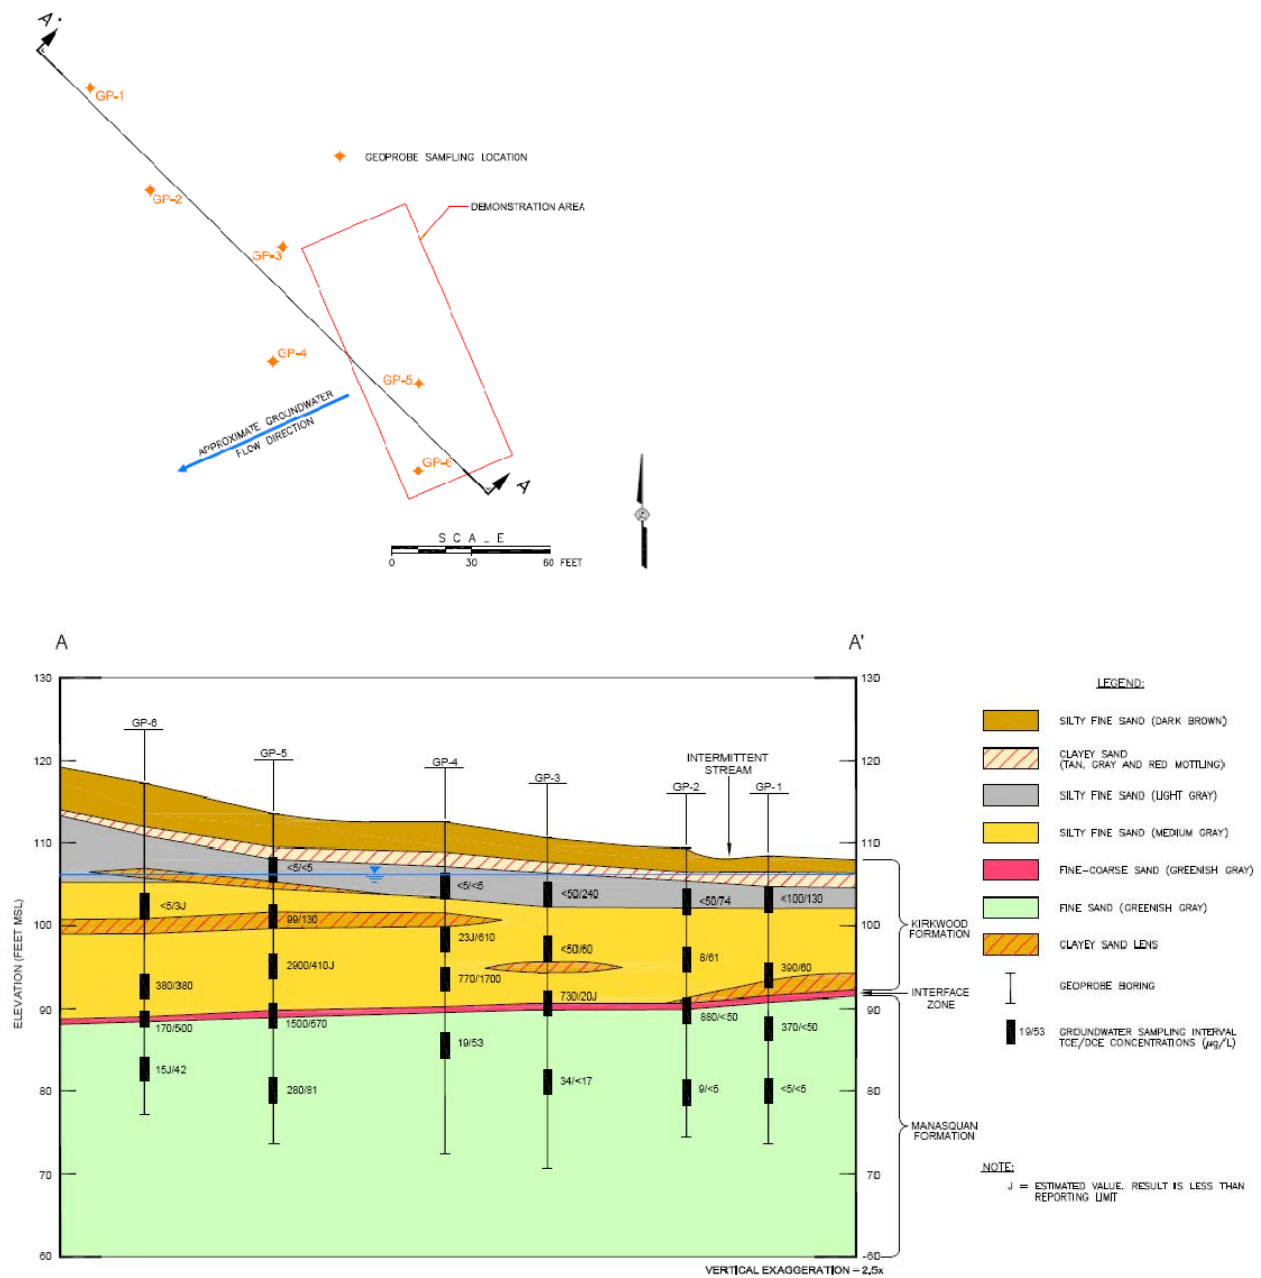 A'
GP-1
GEOPROBE SAMPLING LOCATION
GP-2
DEMONSTRATION AREA
GP-3
GP-4
GP-5
APPROXIMATE GROUNDWATER
FLOW DIRECTION
GP-6
A
S C A L E
0 30 60 FEET
A A'
130 130
LEGEND:
GP-6
SILTY FINE SAND (DARK BROWN)
GP-5
INTERMITTENT
STREAM
120 120
GP-4
CLAYEY SAND
(TAN, GRAY AND RED MOTTLING)
GP-3
GP-2 GP-1
SILTY FINE SAND (LIGHT GRAY)
110 110
SILTY FINE SAND (MEDIUM GRAY)
<5/<5
FINE-COARSE SAND (GREENISH GRAY)
<5/<5
<50/240
<50/74
<100/130
<5/3J
FINE SAND (GREENISH GRAY)
99/130
100 100
KIRKWOOD
FORMATION
23J/610
<50/60
CLAYEY SAND LENS
8/61
2900/410J
390/60
380/380
770/1700
GEOPROBE BORING
ELEVATION (FEET MSL)
INTERFACE
ZONE
730/20J
880/<50
90 90
170/500
1500/570
370/<50
19/53
GROUNDWATER SAMPLING INTERVAL
TCE/DCE CONCENTRATIONS (µg/L)
19/53
15J/42
34/<17
280/81
9/<5
<5/<5
80 80
MANASQUAN
FORMATION
70 70
NOTE:
J = ESTIMATED VALUE, RESULT IS LESS THAN
REPORTING LIMIT
60 60
VERTICAL EXAGGERATION - 2.5x